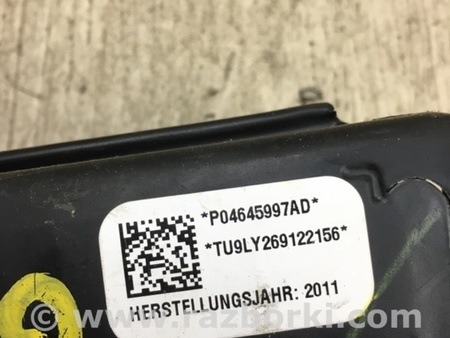 *P04645997AD*
*TU9LY269122156*
HERSTELLUNGSJAHR: 2011
© - www.razborki.com